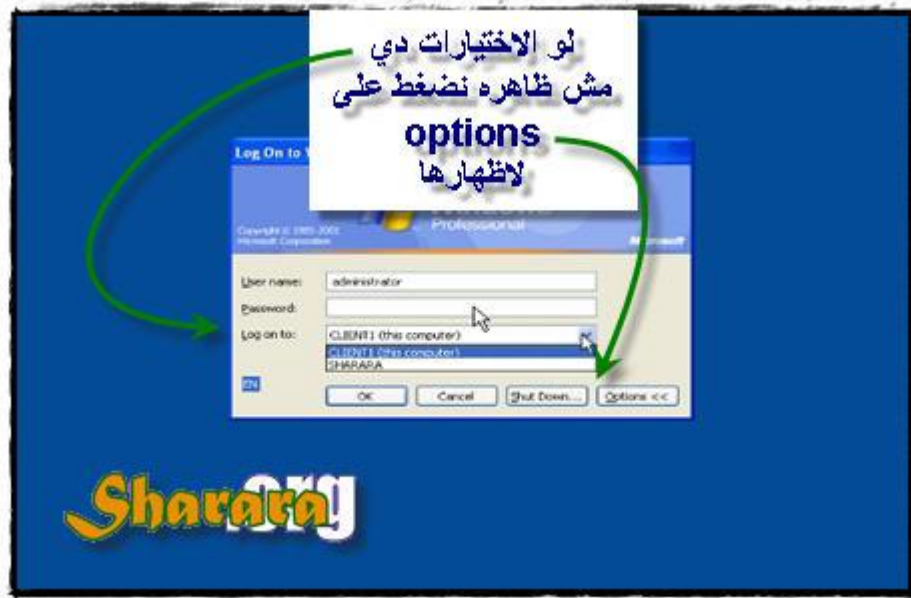 لو الاختيارات دي
مش ظاهره نضغط على
options
لاظهارها
Log On to
Copyright © 1985-2001
Microsoft Corporation
Professional
Microsoft
User name: administrator
Password:
Log on to: CLIENT1 (this computer)
CLIENT1 (this computer)
SHARARA
EN
OK Cancel Shut Down... Options <<
Sharara.org